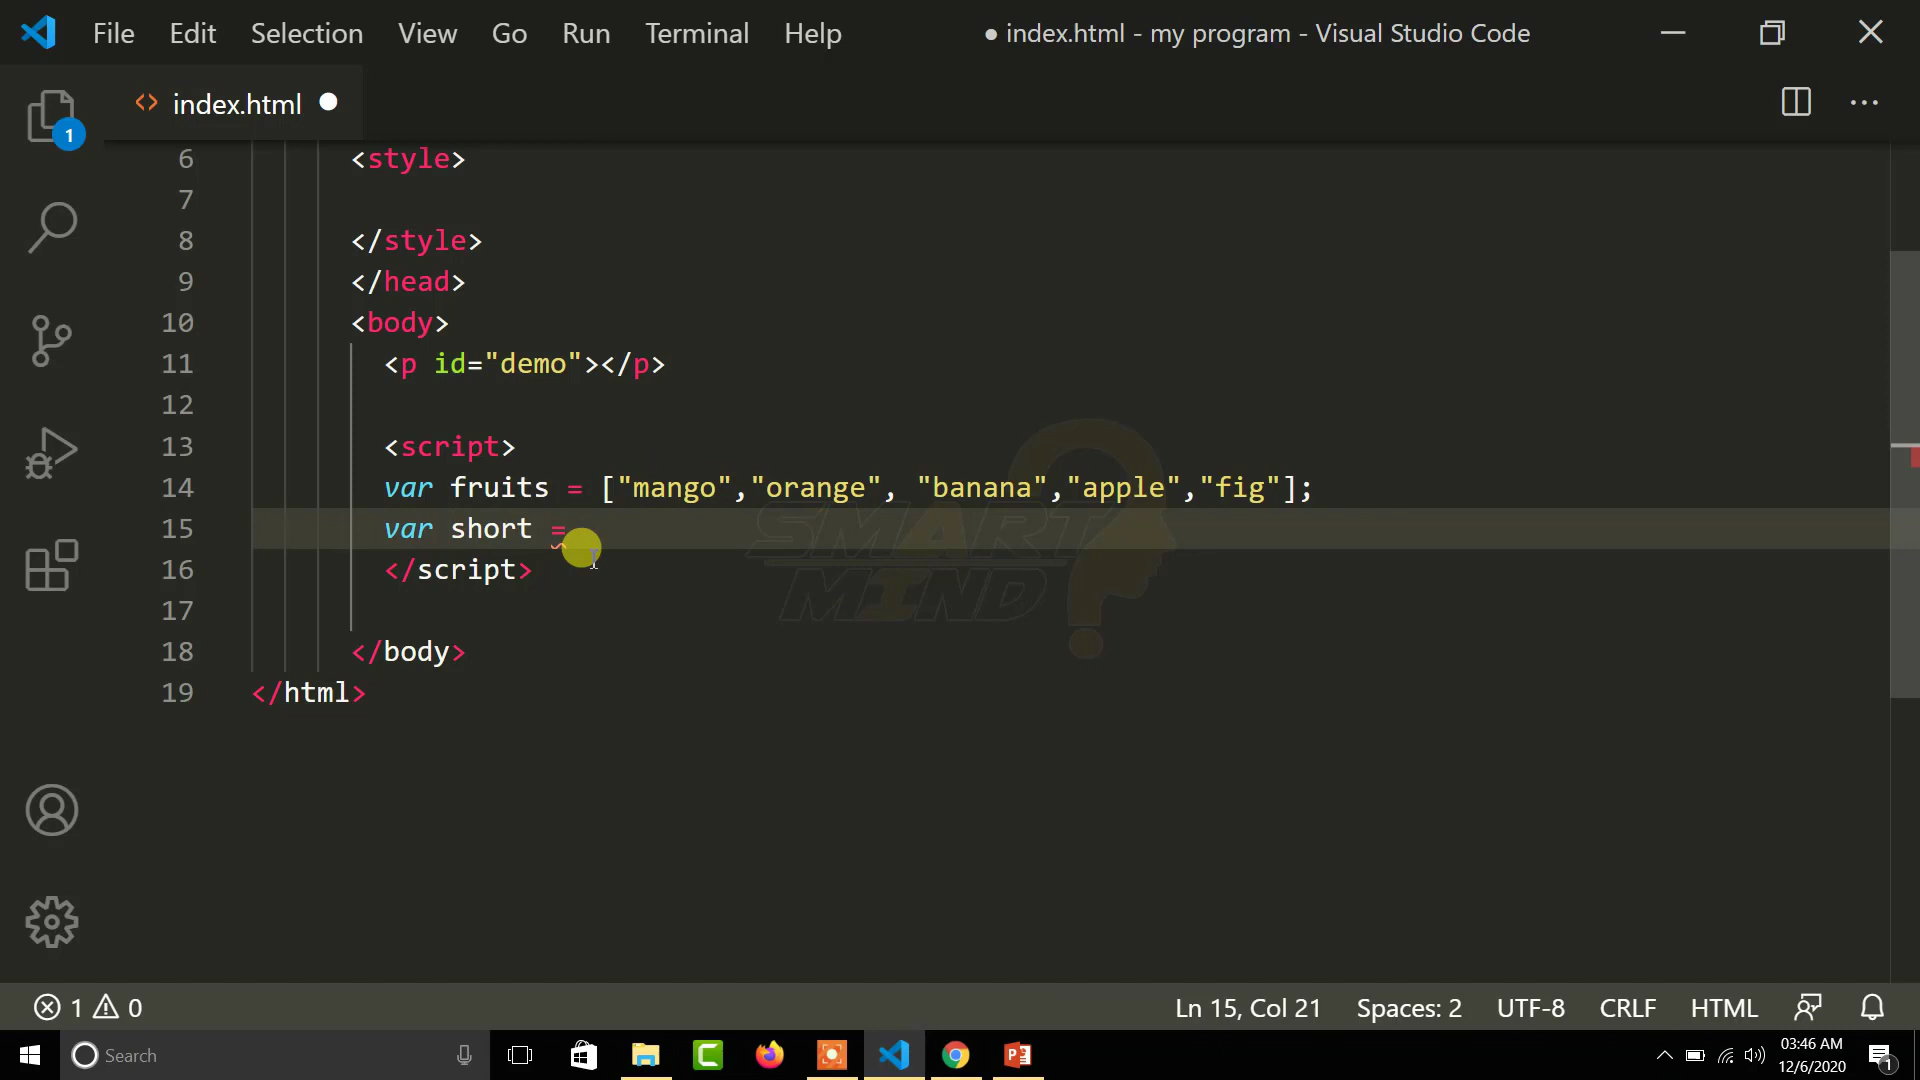 File Edit Selection View Go Run Terminal Help ● index.html - my program - Visual Studio Code
<> index.html ●
1
6 <style>
7
8 </style>
9 </head>
10 <body>
11 <p id="demo"></p>
12
13 <script>
14 var fruits = ["mango","orange", "banana","apple","fig"];
15 var short =
16 </script>
17
18 </body>
19 </html>
SMART
MIND
1 0 Ln 15, Col 21 Spaces: 2 UTF-8 CRLF HTML
Search 03:46 AM
12/6/2020
1